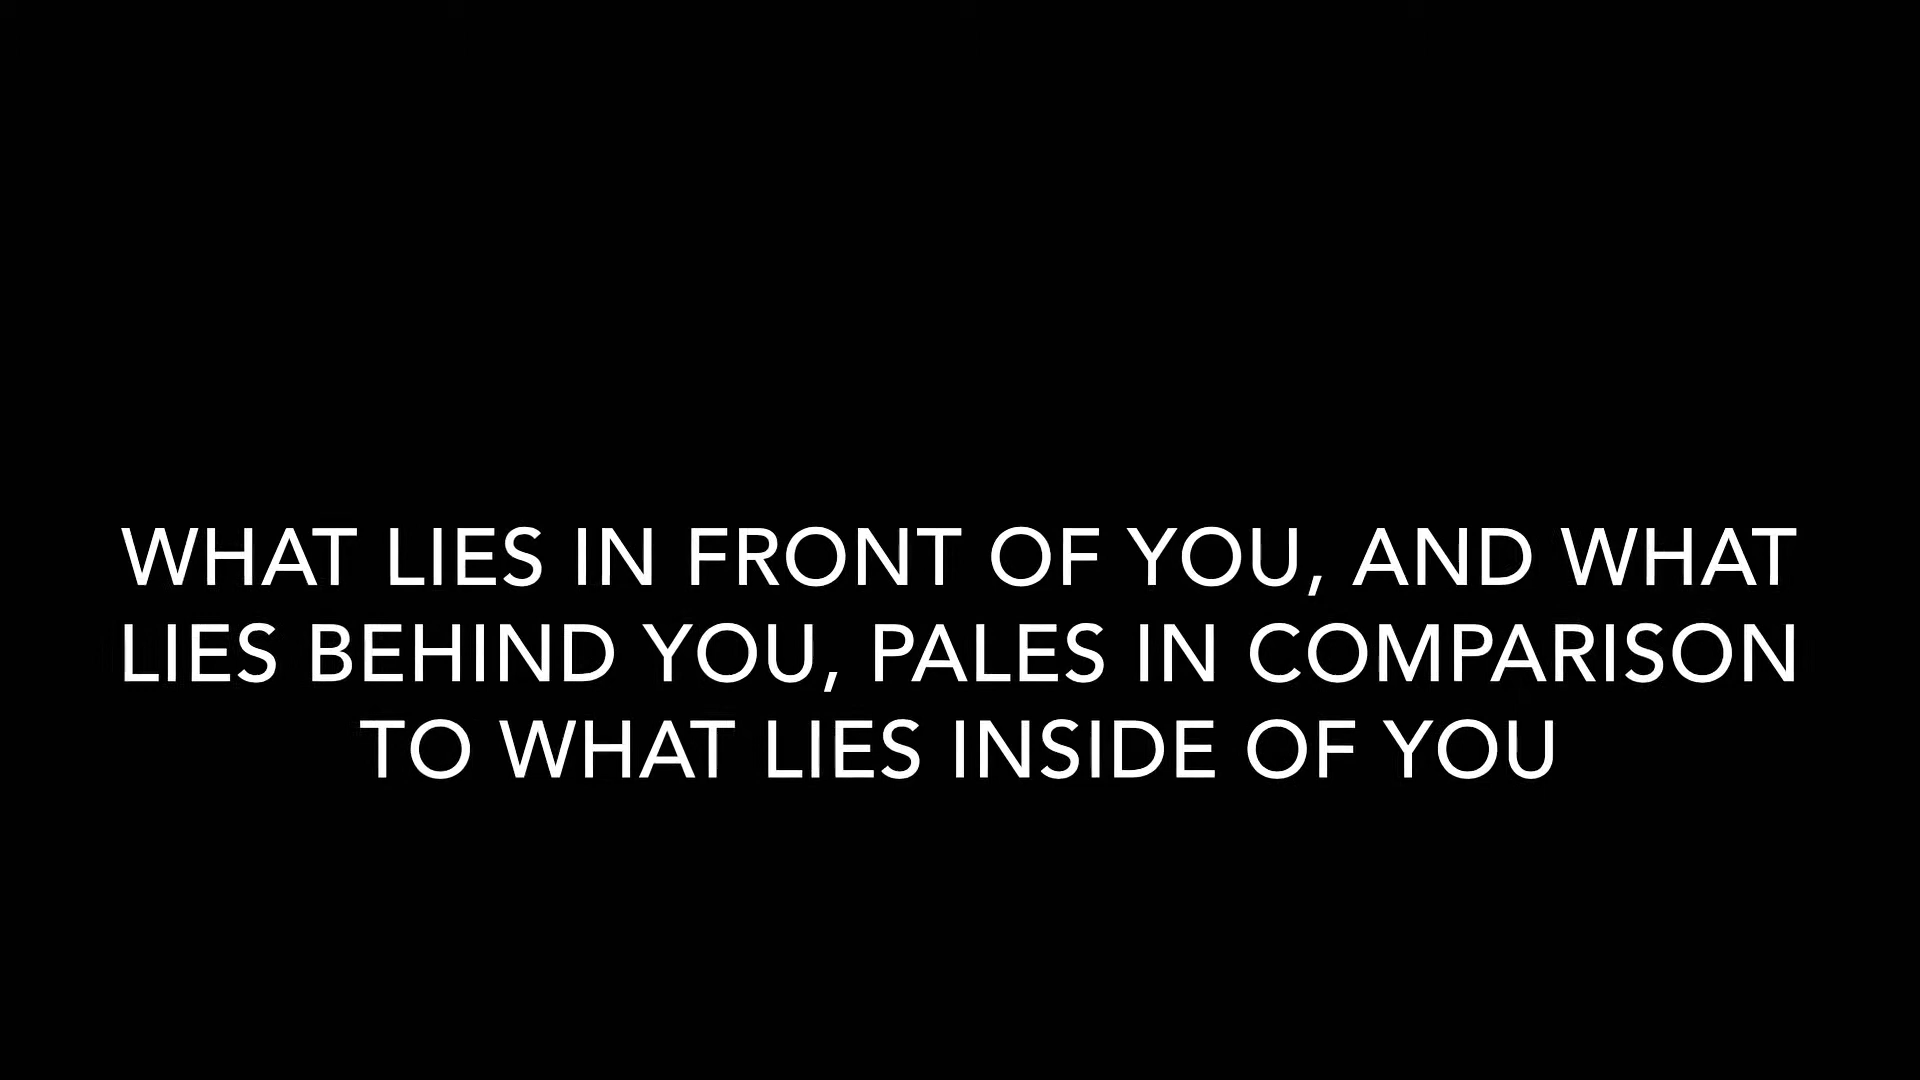 WHAT LIES IN FRONT OF YOU, AND WHAT
LIES BEHIND YOU, PALES IN COMPARISON
TO WHAT LIES INSIDE OF YOU